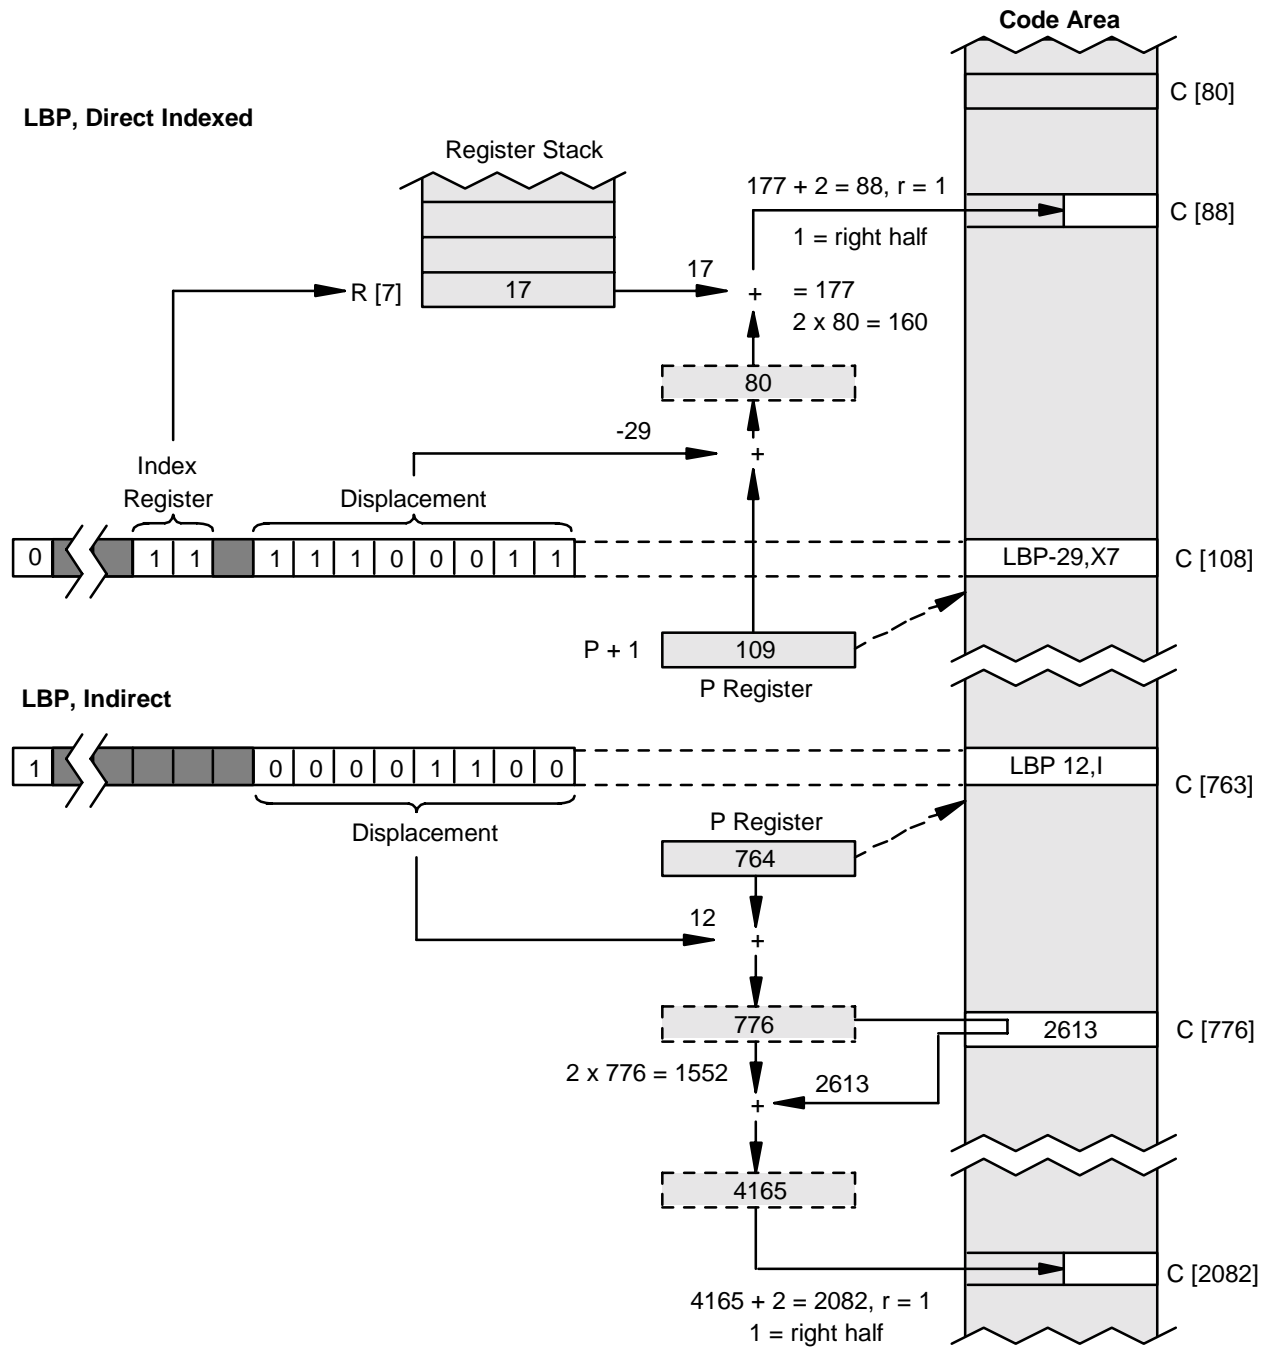 Code Area
C [80]
LBP, Direct Indexed
Register Stack
177 + 2 = 88, r = 1
C [88]
1 = right half
17
R [7]
17
+
= 177
2 x 80 = 160
80
-29
+
Index
Register
Displacement
0 1 1 1 1 1 0 0 0 1 1
LBP-29,X7
C [108]
P + 1
109
P Register
LBP, Indirect
1 0 0 0 0 1 1 0 0
LBP 12,I
C [763]
Displacement
P Register
764
12
+
776
2613
C [776]
2 x 776 = 1552
2613
+
4165
C [2082]
4165 + 2 = 2082, r = 1
1 = right half